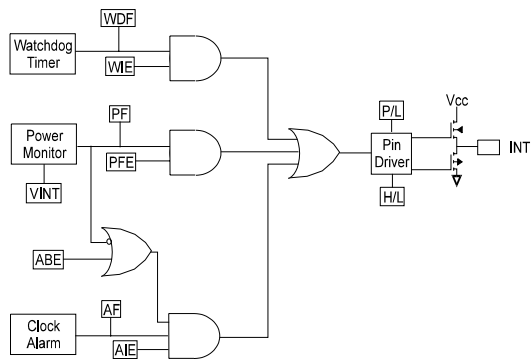 WDF
Watchdog
Timer
WIE
P/L
Vcc
PF
Power
Monitor
PFE
Pin
Driver
INT
VINT
H/L
ABE
AF
Clock
Alarm
AIE